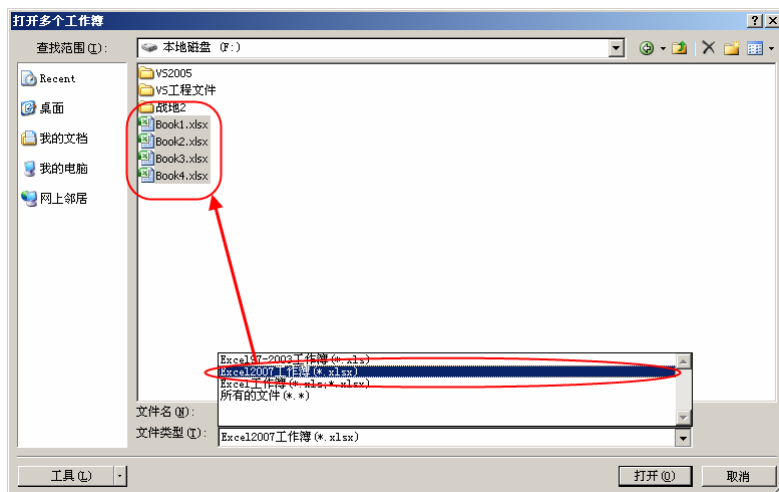 打开多个工作簿
查找范围(I):
本地磁盘 (F:)
Recent
桌面
我的文档
我的电脑
网上邻居
VS2005
VS工程文件
战地2
Book1.xlsx
Book2.xlsx
Book3.xlsx
Book4.xlsx
Excel97-2003工作簿(*.xls)
Excel2007工作簿(*.xlsx)
Excel工作簿(*.xls;*.xlsx)
所有的文件(*.*)
文件名(N):
文件类型(T):
Excel2007工作簿(*.xlsx)
工具(L)
打开(O)
取消